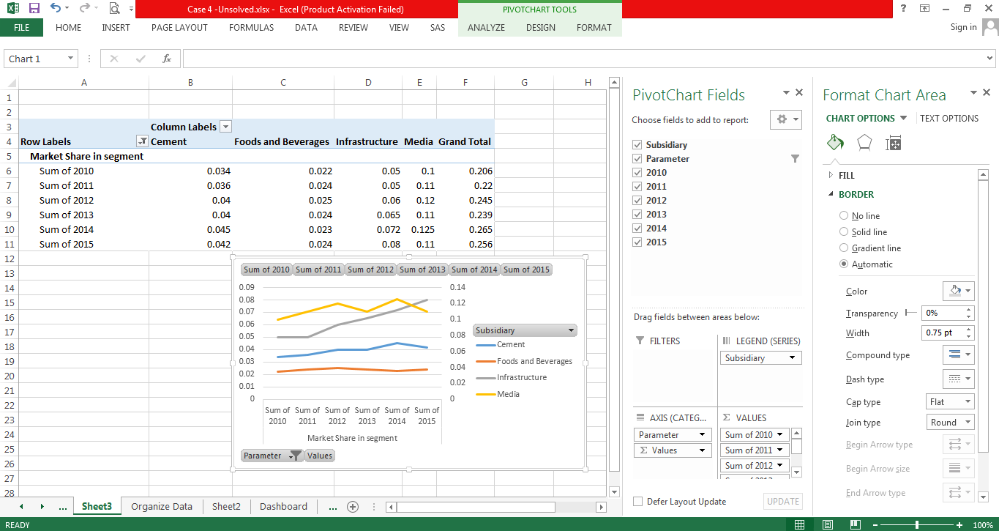 Case 4 -Unsolved.xlsx - Excel (Product Activation Failed)
PIVOTCHART TOOLS
FILE HOME INSERT PAGE LAYOUT FORMULAS DATA REVIEW VIEW SAS ANALYZE DESIGN FORMAT Sign in
Chart 1 fx
A B C D E F G H
1
2
3 Column Labels
4 Row Labels Cement Foods and Beverages Infrastructure Media Grand Total
5 Market Share in segment
6 Sum of 2010 0.034 0.022 0.05 0.1 0.206
7 Sum of 2011 0.036 0.024 0.05 0.11 0.22
8 Sum of 2012 0.04 0.025 0.06 0.12 0.245
9 Sum of 2013 0.04 0.024 0.065 0.11 0.239
10 Sum of 2014 0.045 0.023 0.072 0.125 0.265
11 Sum of 2015 0.042 0.024 0.08 0.11 0.256
12
13
14
15
16
17
18
19
20
21
22
23
24
25
26
27
28
Sum of 2010 Sum of 2011 Sum of 2012 Sum of 2013 Sum of 2014 Sum of 2015
0.09
0.08
0.07
0.06
0.05
0.04
0.03
0.02
0.01
0
0.14
0.12
0.1
0.08
0.06
0.04
0.02
0
Subsidiary
Cement
Foods and Beverages
Infrastructure
Media
Sum of Sum of Sum of Sum of Sum of Sum of
2010 2011 2012 2013 2014 2015
Market Share in segment
Parameter Values
... Sheet3 Organize Data Sheet2 Dashboard ...
READY
100%
PivotChart Fields
Choose fields to add to report:
Subsidiary
Parameter
2010
2011
2012
2013
2014
2015
Drag fields between areas below:
FILTERS
LEGEND (SERIES)
Subsidiary
AXIS (CATEG...
Parameter
Σ Values
Σ VALUES
Sum of 2010
Sum of 2011
Sum of 2012
Defer Layout Update UPDATE
Format Chart Area
CHART OPTIONS TEXT OPTIONS
FILL
BORDER
No line
Solid line
Gradient line
Automatic
Color
Transparency 0%
Width 0.75 pt
Compound type
Dash type
Cap type Flat
Join type Round
Begin Arrow type
Begin Arrow size
End Arrow type